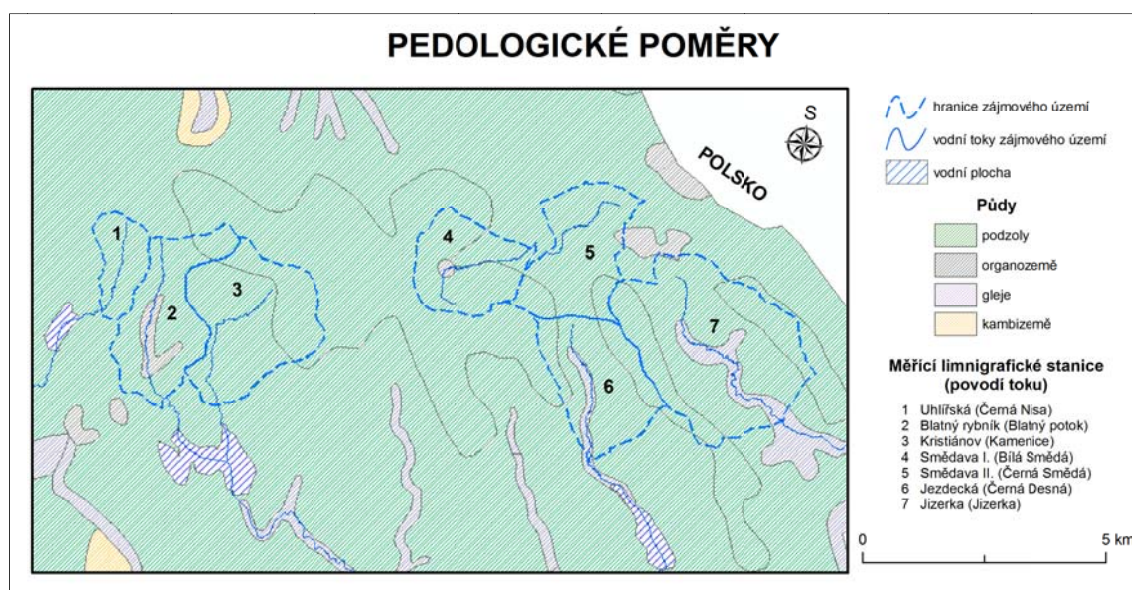 PEDOLOGICKÉ POMĚRY
S
POLSKO
1
2
3
4
5
6
7
hranice zájmového území
vodní toky zájmového území
vodní plocha
Půdy
podzoly
organozemě
gleje
kambizemě
Měřící limnigrafické stanice
(povodí toku)
1 Uhlířská (Černá Nisa)
2 Blatný rybník (Blatný potok)
3 Kristiánov (Kamenice)
4 Smědava I. (Bílá Smědá)
5 Smědava II. (Černá Smědá)
6 Jezdecká (Černá Desná)
7 Jizerka (Jizerka)
0 5 km